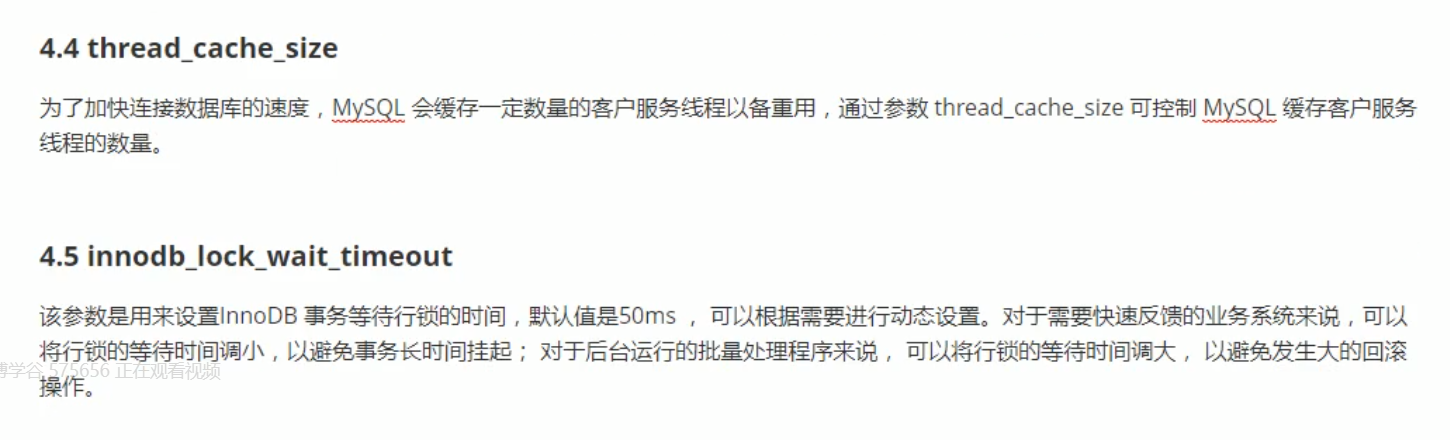 4.4 thread_cache_size
为了加快连接数据库的速度，MySQL 会缓存一定数量的客户服务线程以备重用，通过参数 thread_cache_size 可控制 MySQL 缓存客户服务
线程的数量。
4.5 innodb_lock_wait_timeout
该参数是用来设置InnoDB 事务等待行锁的时间，默认值是50ms ， 可以根据需要进行动态设置。对于需要快速反馈的业务系统来说，可以
将行锁的等待时间调小，以避免事务长时间挂起； 对于后台运行的批量处理程序来说， 可以将行锁的等待时间调大， 以避免发生大的回滚
博学谷 575656 正在观看视频
操作。